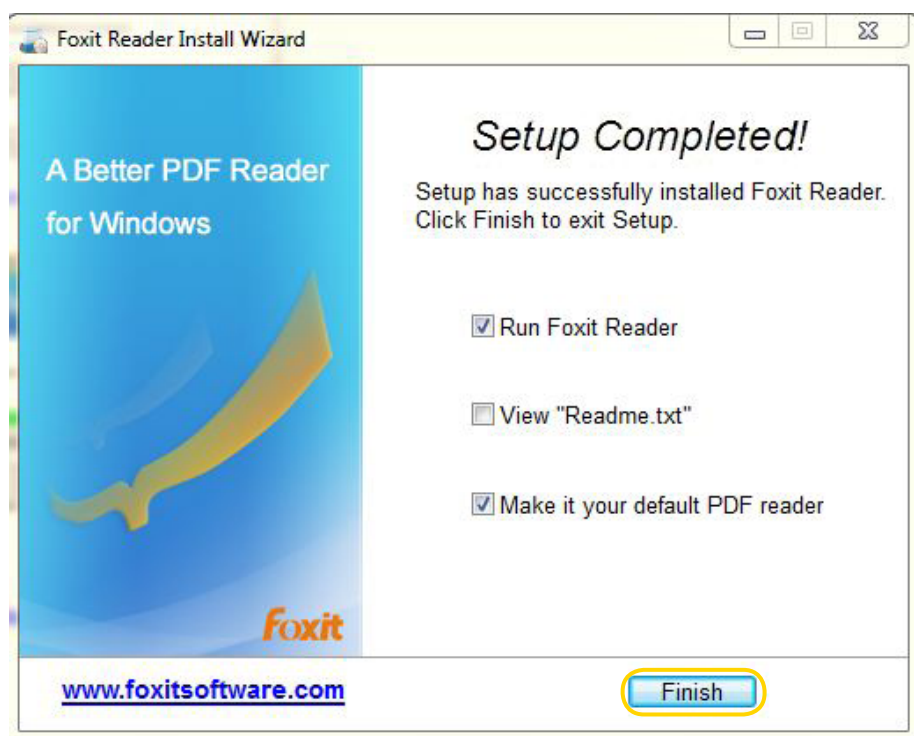 Foxit Reader Install Wizard
A Better PDF Reader
for Windows
Setup Completed!
Setup has successfully installed Foxit Reader.
Click Finish to exit Setup.
Run Foxit Reader
View "Readme.txt"
Make it your default PDF reader
Foxit
www.foxitsoftware.com
Finish